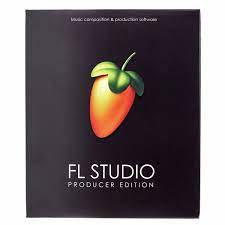 Music composition & production software
FL STUDIO
PRODUCER EDITION